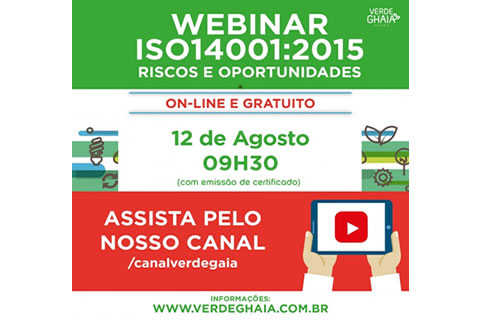 WEBINAR
VERDE
GHAIA
ISO14001:2015
RISCOS E OPORTUNIDADES
ON-LINE E GRATUITO
12 de Agosto
09H30
(com emissão de certificado)
ASSISTA PELO
NOSSO CANAL
/canalverdegaia
INFORMAÇÕES:
WWW.VERDEGHAIA.COM.BR